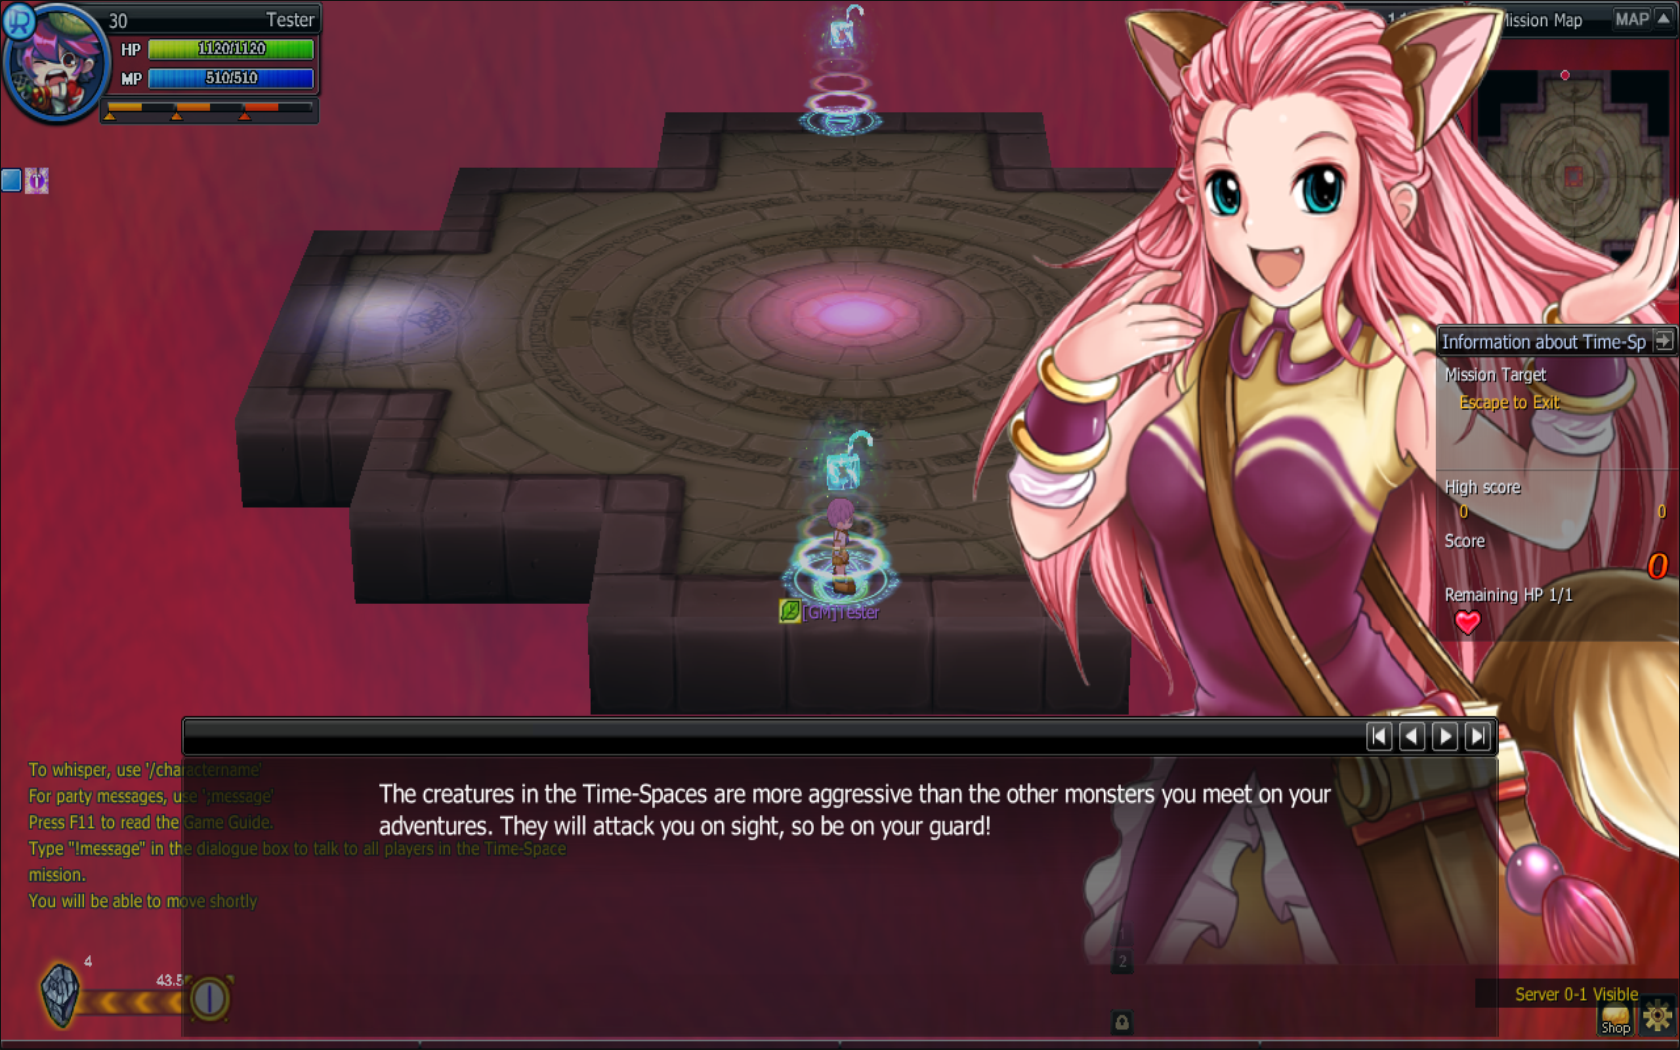 30 Tester
HP 1120/1120
MP 510/510
Mission Map MAP
Information about Time-Sp
Mission Target
Escape to Exit
High score
0 0
Score
0
Remaining HP 1/1
[GM]Tester
The creatures in the Time-Spaces are more aggressive than the other monsters you meet on your
adventures. They will attack you on sight, so be on your guard!
To whisper, use '/charactername'
For party messages, use ';message'
Press F11 to read the Game Guide.
Type "!message" in the dialogue box to talk to all players in the Time-Space
mission.
You will be able to move shortly
4
43.5
1
2
Server 0-1 Visible
Shop